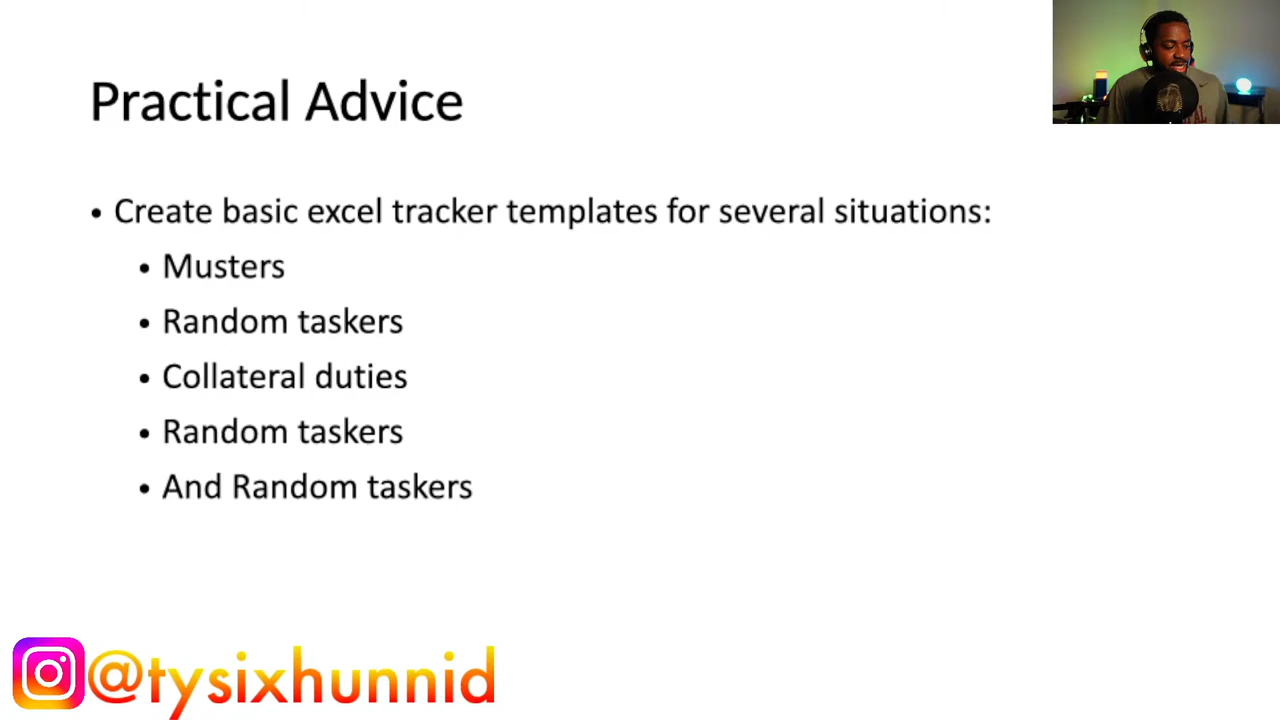 Practical Advice
• Create basic excel tracker templates for several situations:
• Musters
• Random taskers
• Collateral duties
• Random taskers
• And Random taskers
@tysixhunnid